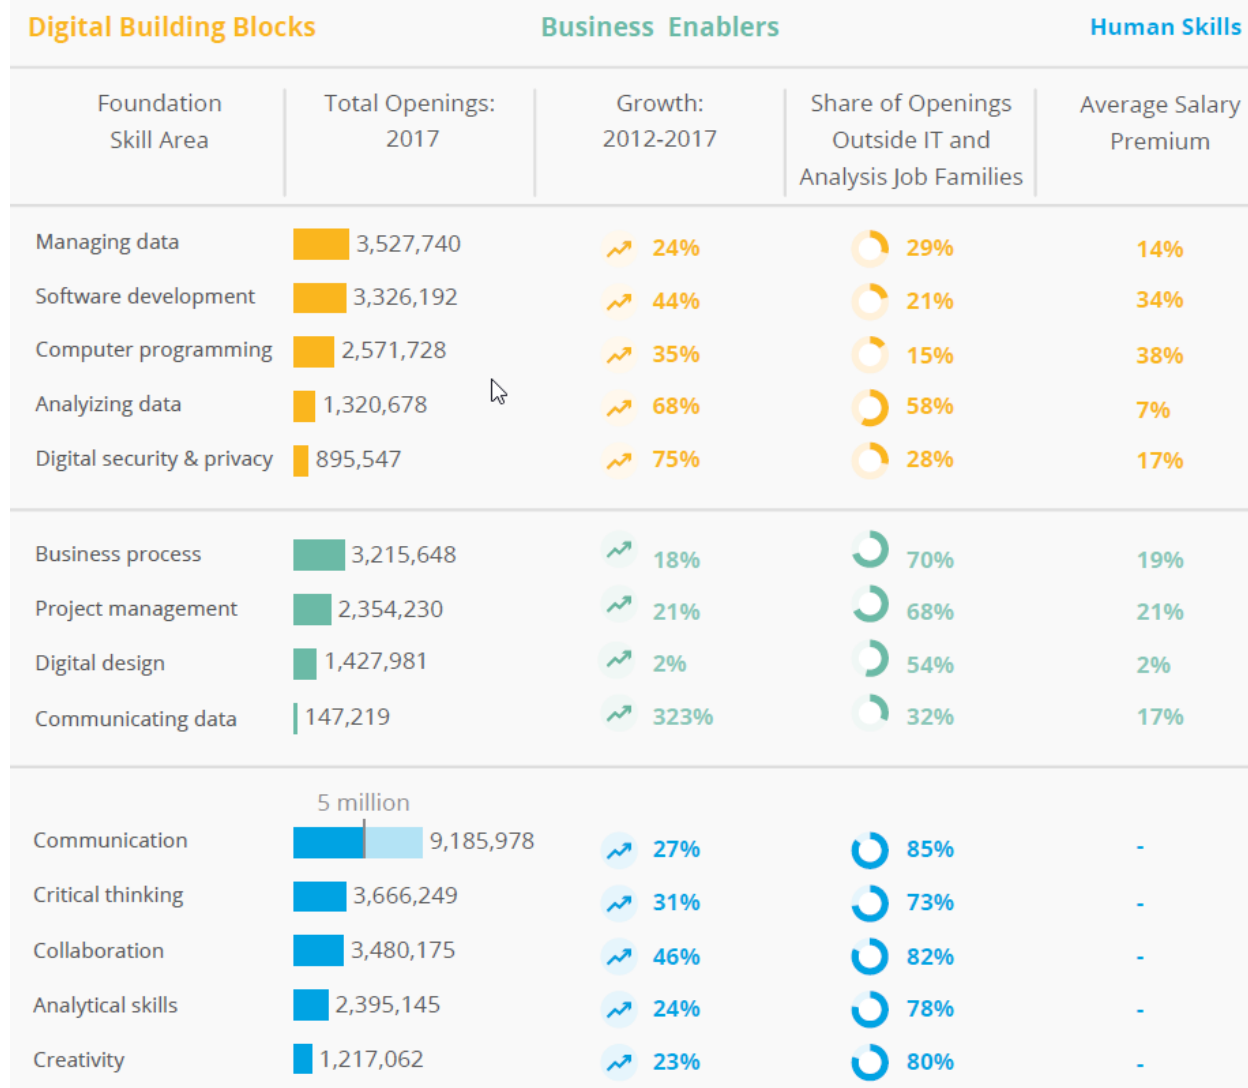 Digital Building Blocks Business Enablers Human Skills
Foundation Total Openings: Growth: Share of Openings Average Salary
Skill Area 2017 2012-2017 Outside IT and Premium
Analysis Job Families
Managing data 3,527,740 24% 29% 14%
Software development 3,326,192 44% 21% 34%
Computer programming 2,571,728 35% 15% 38%
Analyizing data 1,320,678 68% 58% 7%
Digital security & privacy 895,547 75% 28% 17%
Business process 3,215,648 18% 70% 19%
Project management 2,354,230 21% 68% 21%
Digital design 1,427,981 2% 54% 2%
Communicating data 147,219 323% 32% 17%
5 million
Communication 9,185,978 27% 85% -
Critical thinking 3,666,249 31% 73% -
Collaboration 3,480,175 46% 82% -
Analytical skills 2,395,145 24% 78% -
Creativity 1,217,062 23% 80% -